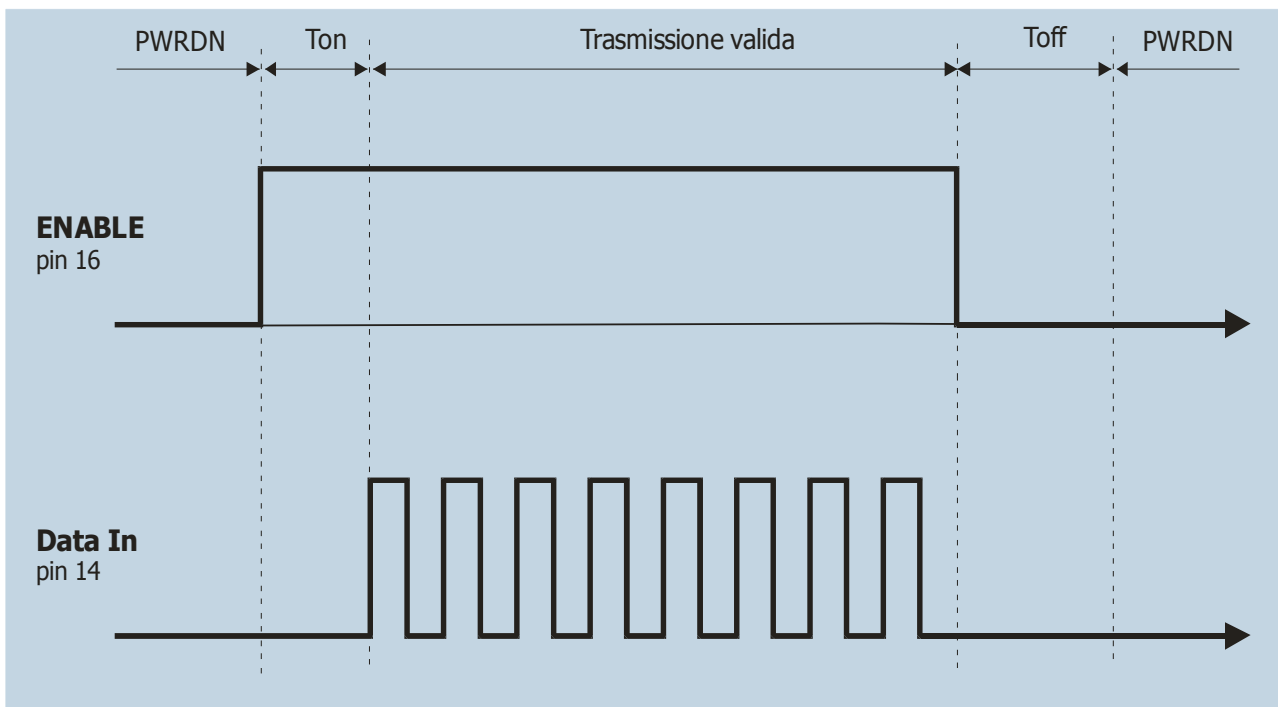 PWRDN Ton Trasmissione valida Toff PWRDN
ENABLE
pin 16
Data In
pin 14